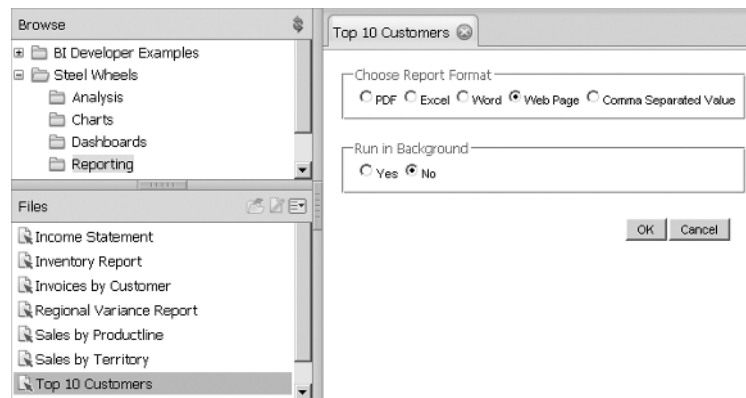 Browse
BI Developer Examples
Steel Wheels
Analysis
Charts
Dashboards
Reporting
Files
Income Statement
Inventory Report
Invoices by Customer
Regional Variance Report
Sales by Productline
Sales by Territory
Top 10 Customers
Top 10 Customers
Choose Report Format
PDF Excel Word Web Page Comma Separated Value
Run in Background
Yes No
OK Cancel